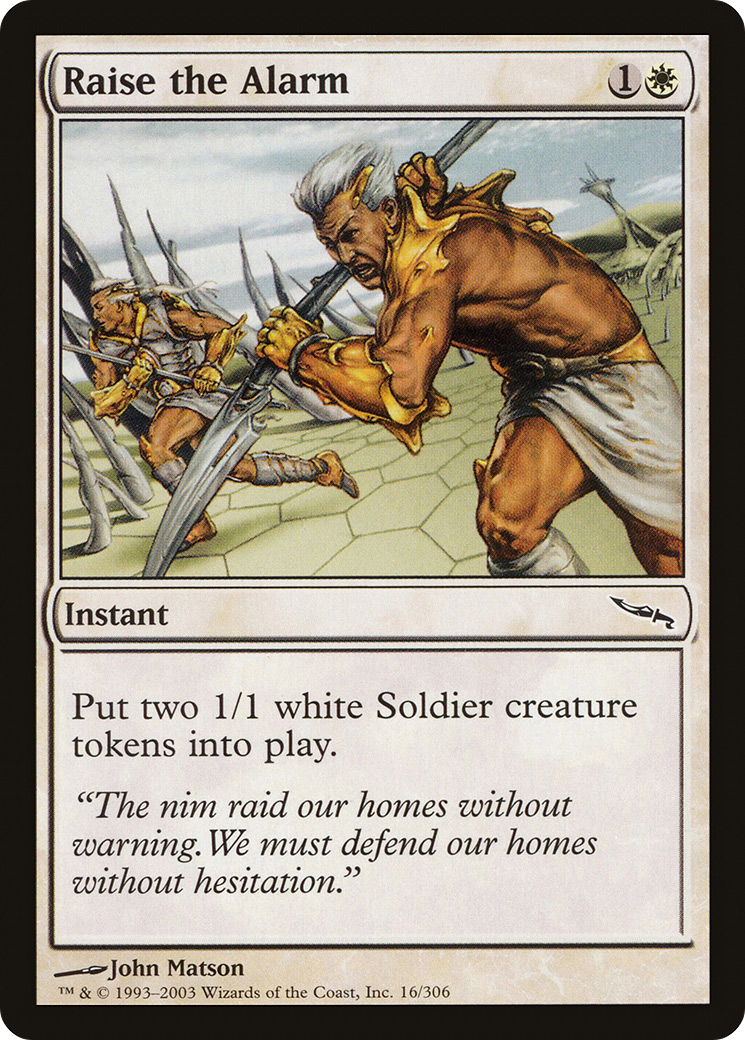 Raise the Alarm 1
Instant
Put two 1/1 white Soldier creature
tokens into play.
“The nim raid our homes without
warning. We must defend our homes
without hesitation.”
John Matson
™ & © 1993–2003 Wizards of the Coast, Inc. 16/306